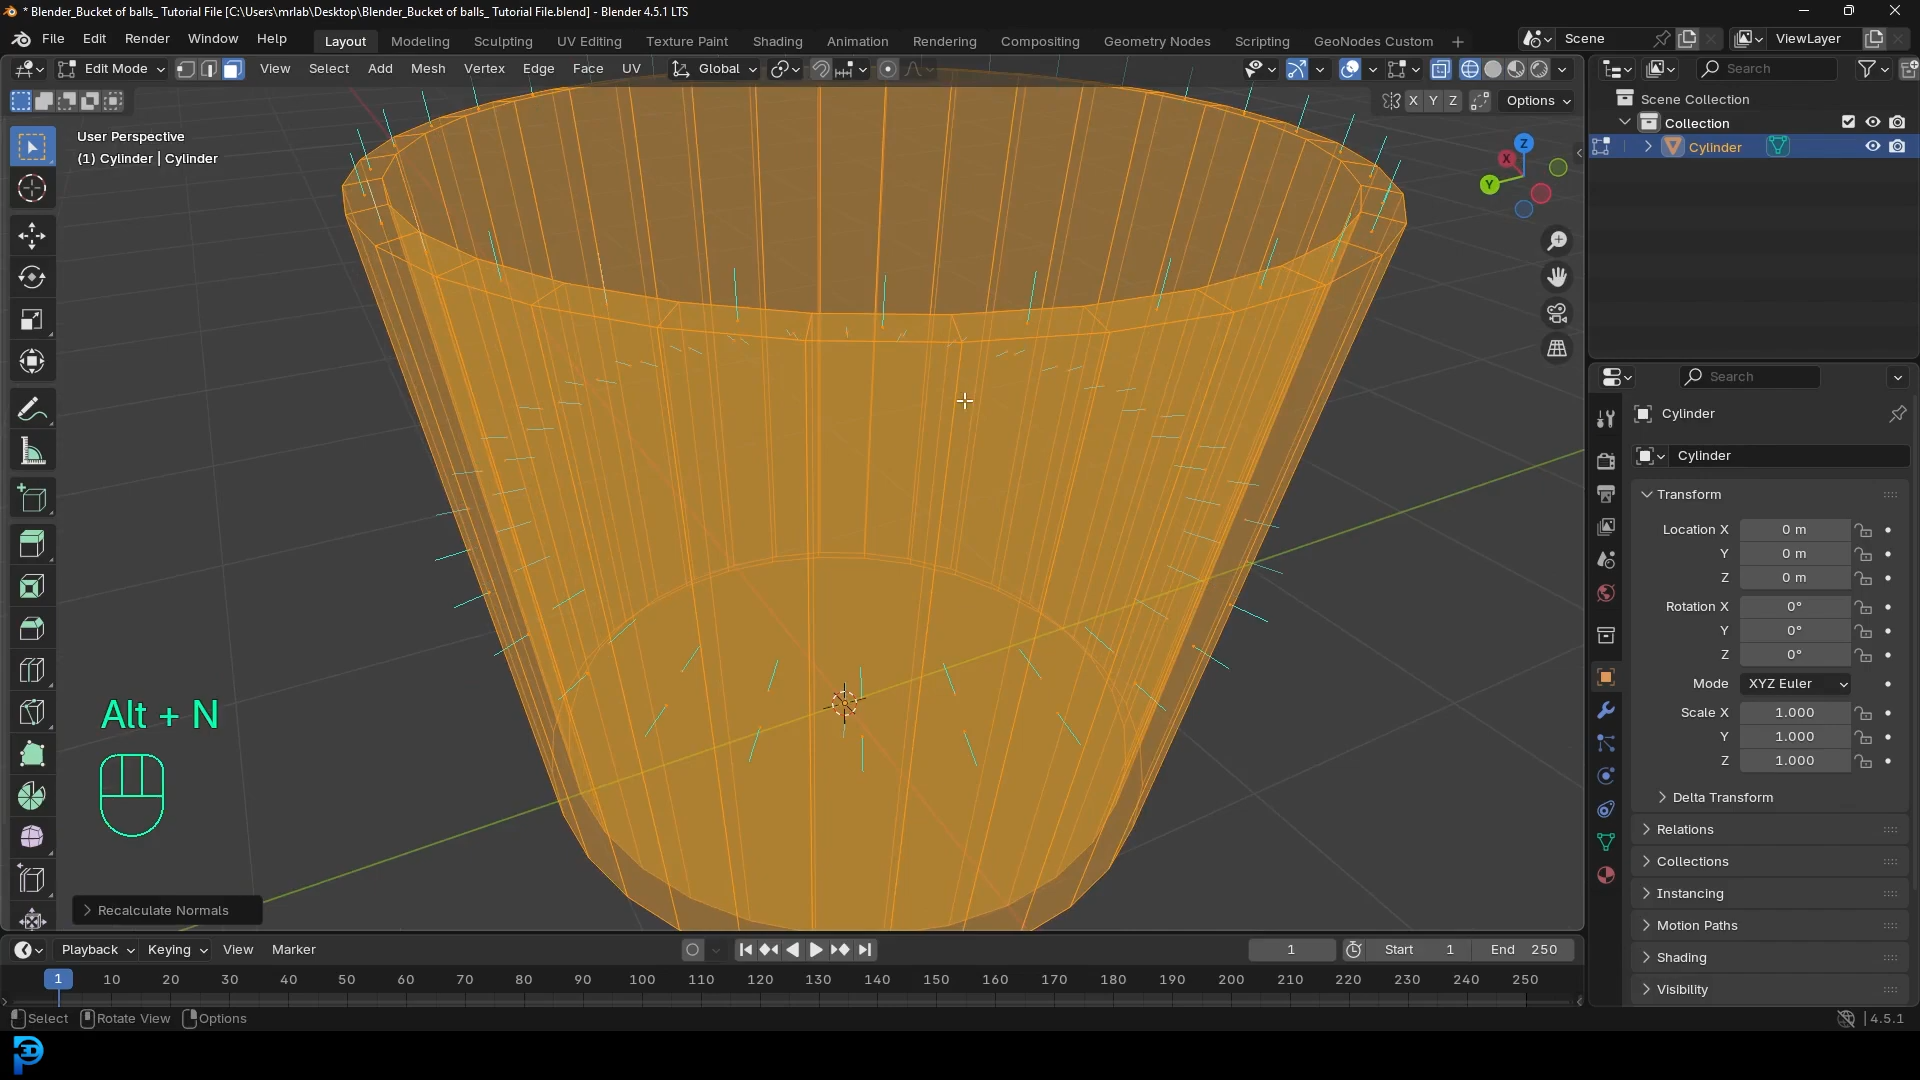 * Blender_Bucket of balls_ Tutorial File [C:\Users\mrlab\Desktop\Blender_Bucket of balls_ Tutorial File.blend] - Blender 4.5.1 LTS
File Edit Render Window Help Layout Modeling Sculpting UV Editing Texture Paint Shading Animation Rendering Compositing Geometry Nodes Scripting GeoNodes Custom + Scene ViewLayer
Edit Mode View Select Add Mesh Vertex Edge Face UV Global Search
X Y Z Options
Scene Collection
Collection
Cylinder
User Perspective
(1) Cylinder | Cylinder
Z
X
Y
Search
Cylinder
Cylinder
Transform
Location X 0 m
Y 0 m
Z 0 m
Rotation X 0°
Y 0°
Z 0°
Mode XYZ Euler
Scale X 1.000
Y 1.000
Z 1.000
Delta Transform
Relations
Collections
Instancing
Motion Paths
Shading
Visibility
Alt + N
Recalculate Normals
Playback Keying View Marker 1 Start 1 End 250
1 10 20 30 40 50 60 70 80 90 100 110 120 130 140 150 160 170 180 190 200 210 220 230 240 250
Select Rotate View Options 4.5.1
3D